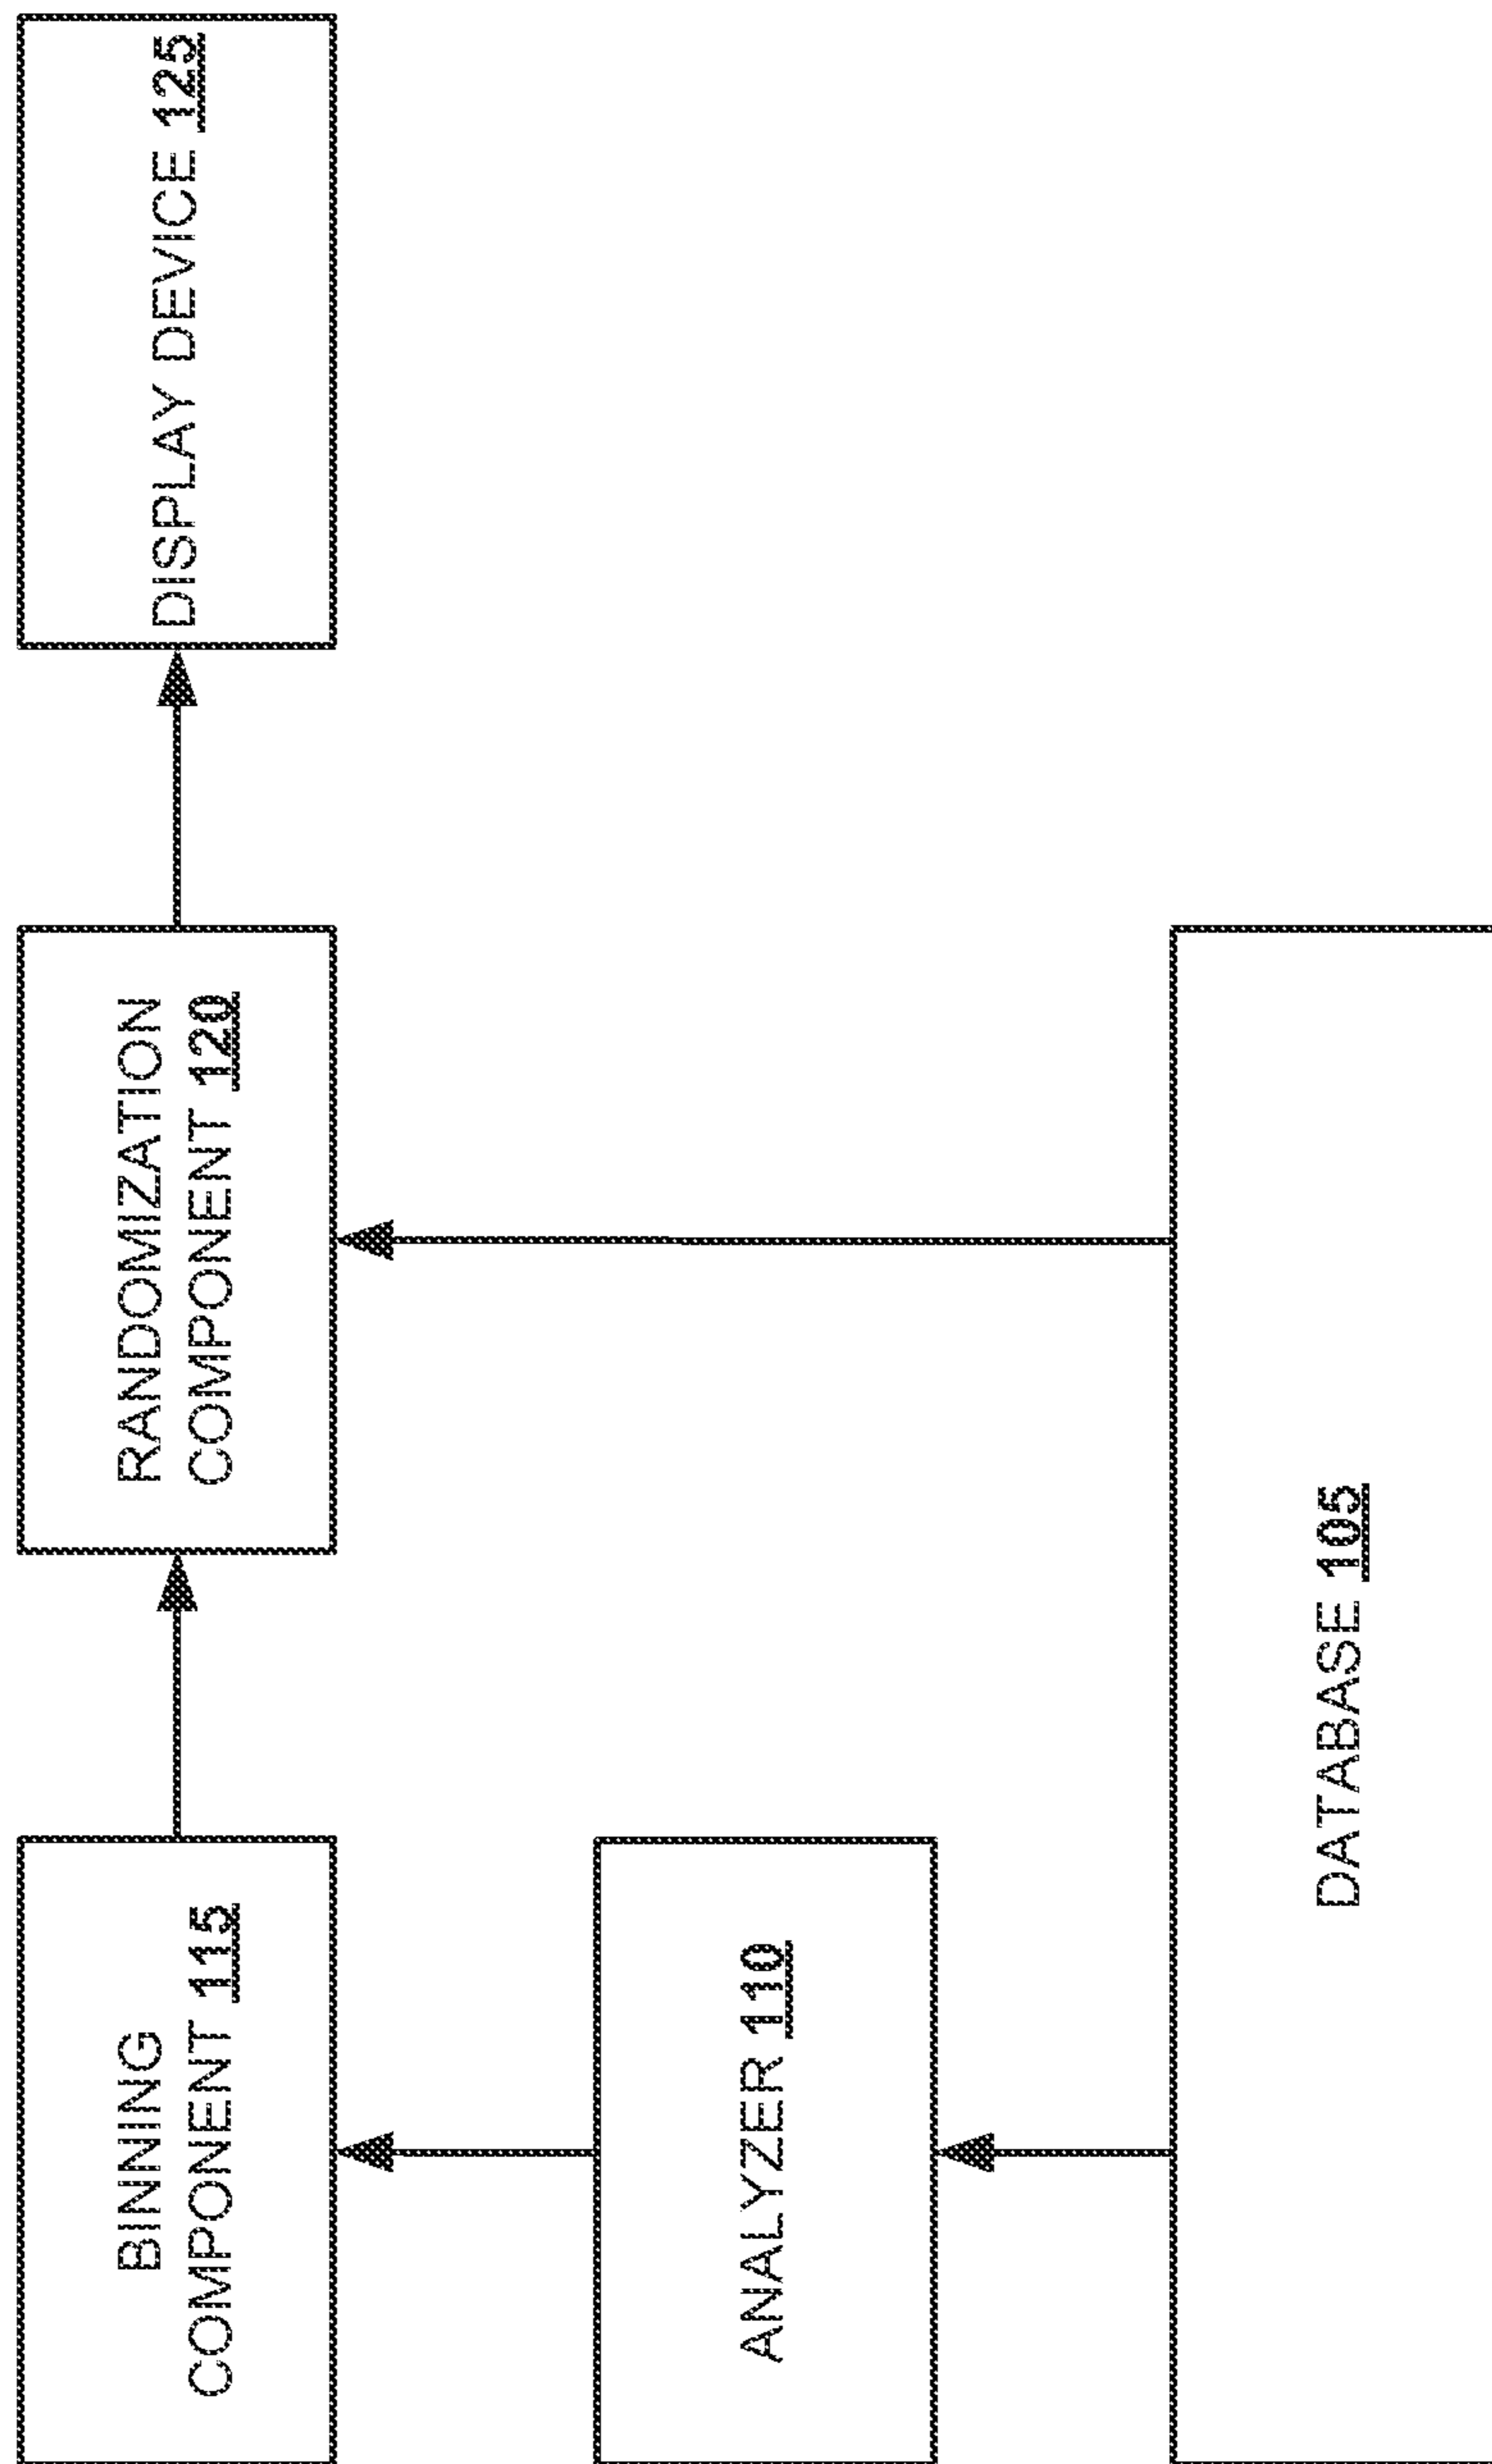 BINNING
COMPONENT 115
RANDOMIZATION
COMPONENT 120
DISPLAY DEVICE 125
ANALYZER 110
DATABASE 105